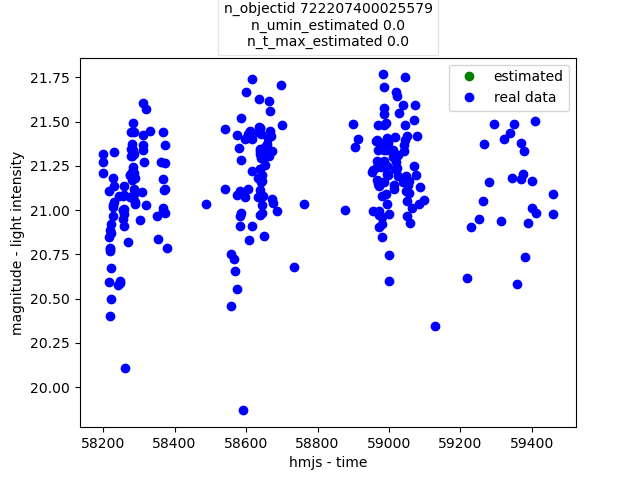 n_objectid 722207400025579
n_umin_estimated 0.0
n_t_max_estimated 0.0
estimated
real data
magnitude - light intensity
21.75
21.50
21.25
21.00
20.75
20.50
20.25
20.00
58200 58400 58600 58800 59000 59200 59400
hmjs - time